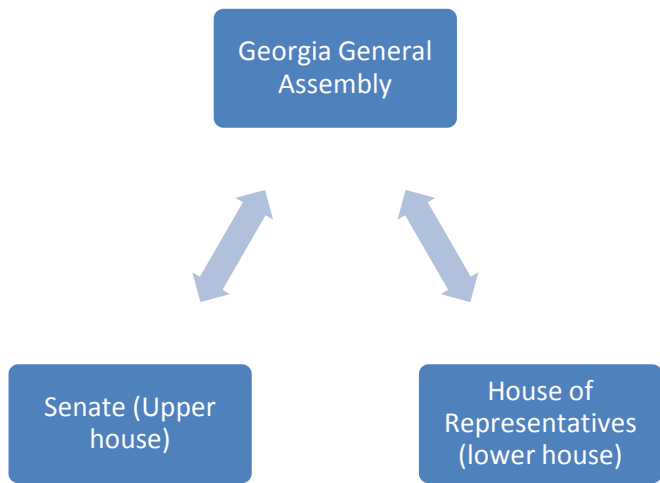 Georgia General
Assembly
Senate (Upper
house)
House of
Representatives
(lower house)